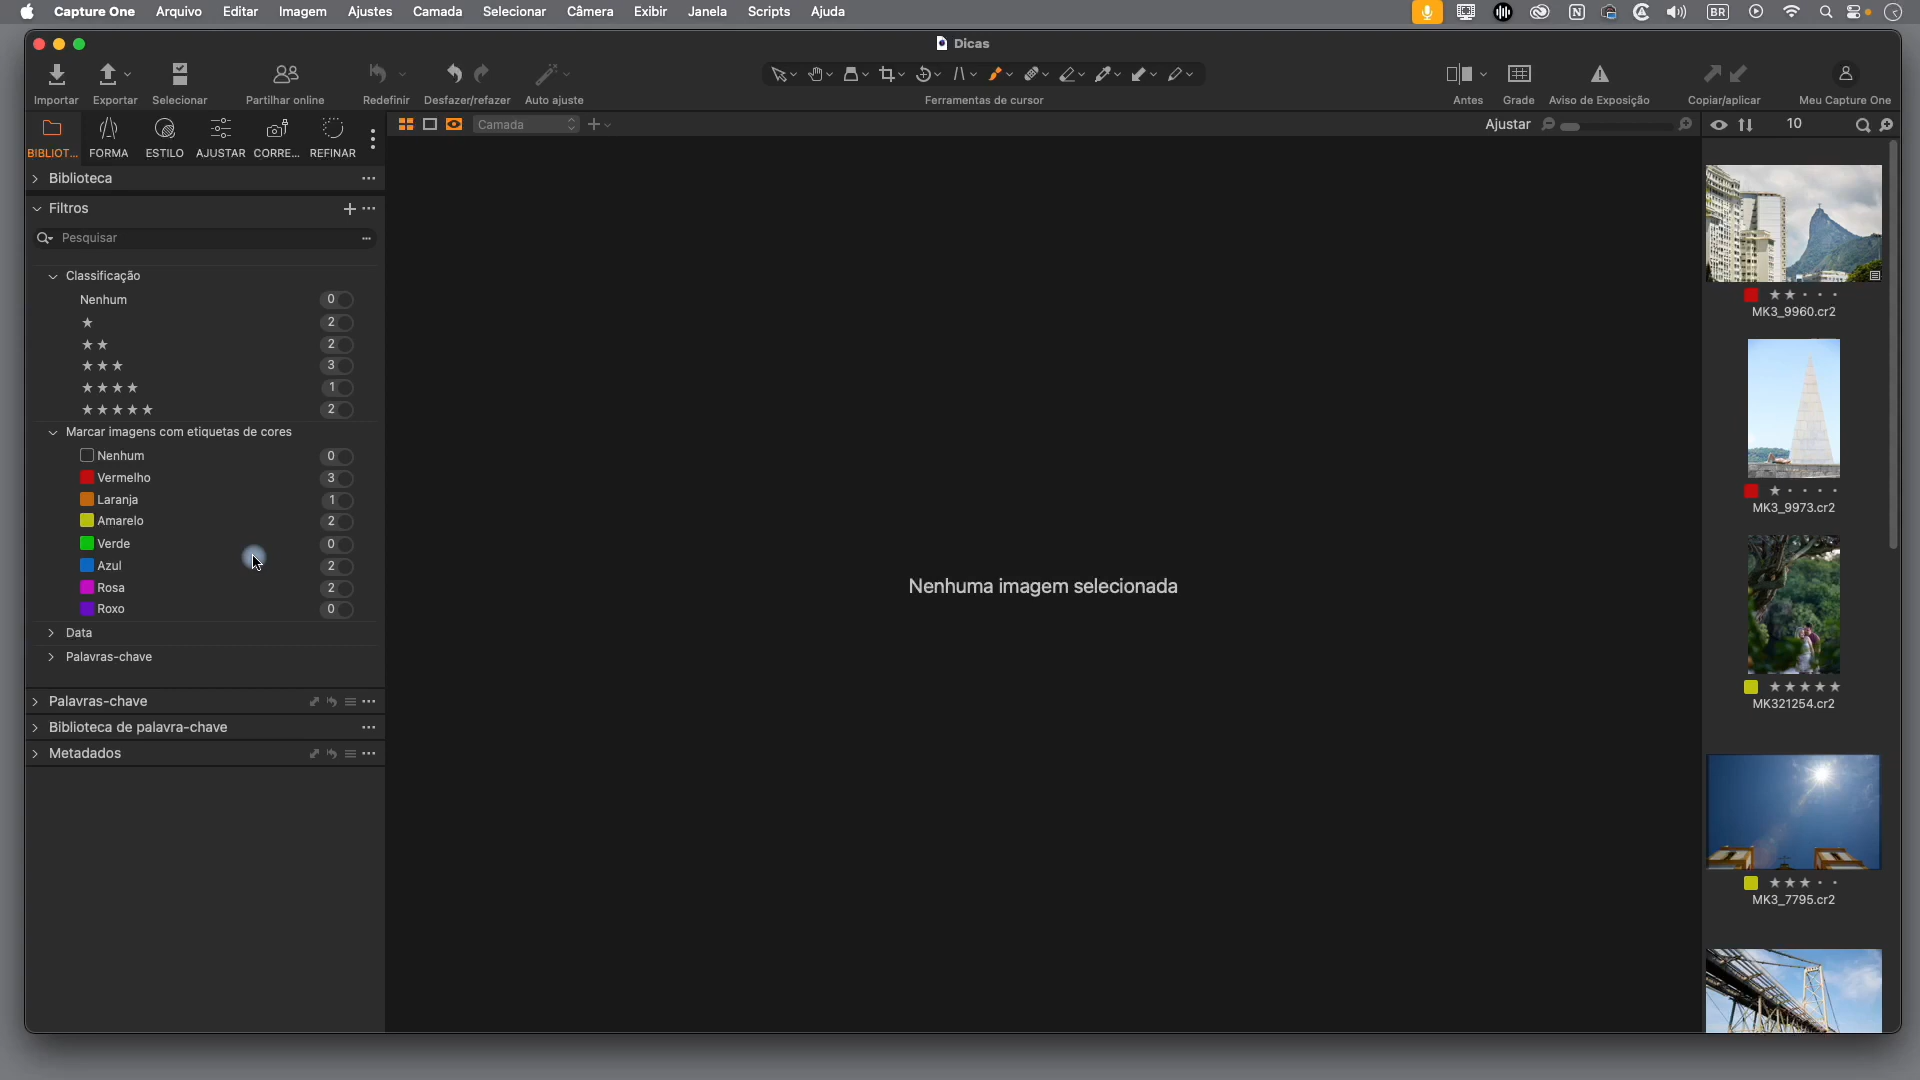 Capture One Arquivo Editar Imagem Ajustes Camada Selecionar Câmera Exibir Janela Scripts Ajuda BR
Dicas
Importar Exportar Selecionar Partilhar online Redefinir Desfazer/refazer Auto ajuste Ferramentas de cursor Antes Grade Aviso de Exposição Copiar/aplicar Meu Capture One
BIBLIOT... FORMA ESTILO AJUSTAR CORRE... REFINAR
Camada
Ajustar
10
Biblioteca
Filtros
Pesquisar
Classificação
Nenhum 0
2
2
3
1
2
Marcar imagens com etiquetas de cores
Nenhum 0
Vermelho 3
Laranja 1
Amarelo 2
Verde 0
Azul 2
Rosa 2
Roxo 0
Data
Palavras-chave
Palavras-chave
Biblioteca de palavra-chave
Metadados
Nenhuma imagem selecionada
MK3_9960.cr2
MK3_9973.cr2
MK321254.cr2
MK3_7795.cr2